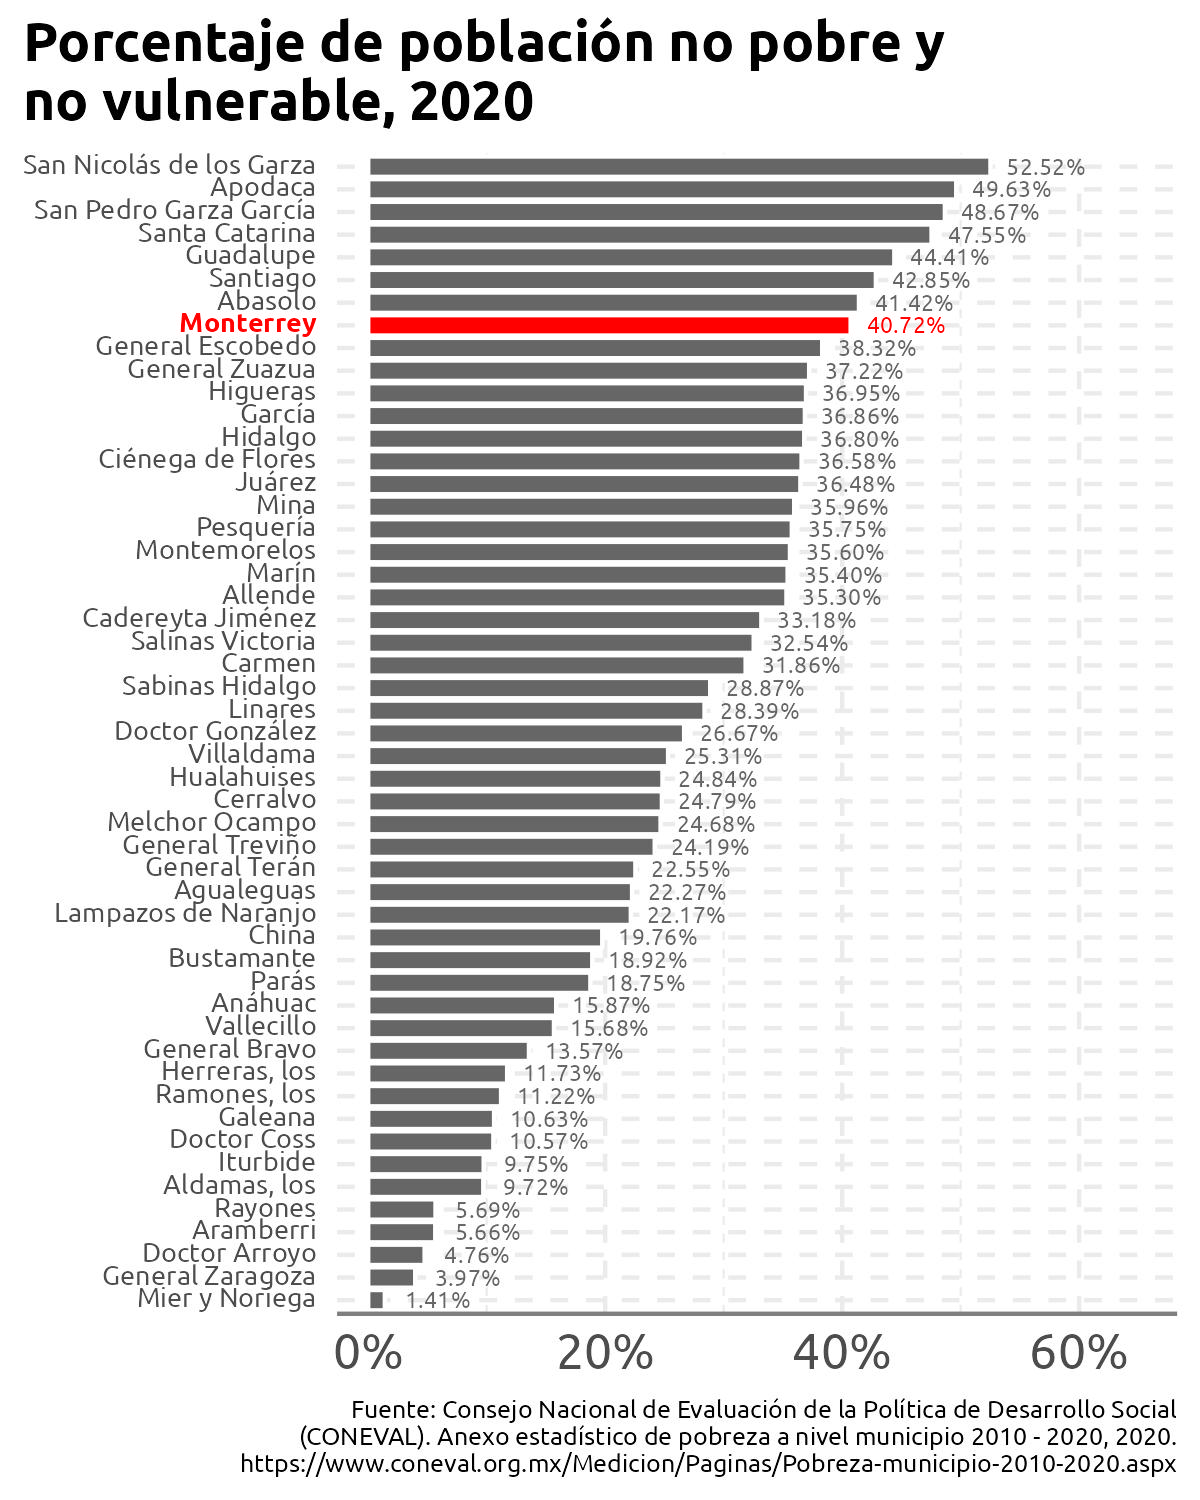 Porcentaje de población no pobre y
no vulnerable, 2020
San Nicolás de los Garza 52.52%
Apodaca 49.63%
San Pedro Garza García 48.67%
Santa Catarina 47.55%
Guadalupe 44.41%
Santiago 42.85%
Abasolo 41.42%
Monterrey 40.72%
General Escobedo 38.32%
General Zuazua 37.22%
Higueras 36.95%
García 36.86%
Hidalgo 36.80%
Ciénega de Flores 36.58%
Juárez 36.48%
Mina 35.96%
Pesquería 35.75%
Montemorelos 35.60%
Marín 35.40%
Allende 35.30%
Cadereyta Jiménez 33.18%
Salinas Victoria 32.54%
Carmen 31.86%
Sabinas Hidalgo 28.87%
Linares 28.39%
Doctor González 26.67%
Villaldama 25.31%
Hualahuises 24.84%
Cerralvo 24.79%
Melchor Ocampo 24.68%
General Treviño 24.19%
General Terán 22.55%
Agualeguas 22.27%
Lampazos de Naranjo 22.17%
China 19.76%
Bustamante 18.92%
Parás 18.75%
Anáhuac 15.87%
Vallecillo 15.68%
General Bravo 13.57%
Herreras, los 11.73%
Ramones, los 11.22%
Galeana 10.63%
Doctor Coss 10.57%
Iturbide 9.75%
Aldamas, los 9.72%
Rayones 5.69%
Aramberri 5.66%
Doctor Arroyo 4.76%
General Zaragoza 3.97%
Mier y Noriega 1.41%
0% 20% 40% 60%
Fuente: Consejo Nacional de Evaluación de la Política de Desarrollo Social
(CONEVAL). Anexo estadístico de pobreza a nivel municipio 2010 - 2020, 2020.
https://www.coneval.org.mx/Medicion/Paginas/Pobreza-municipio-2010-2020.aspx